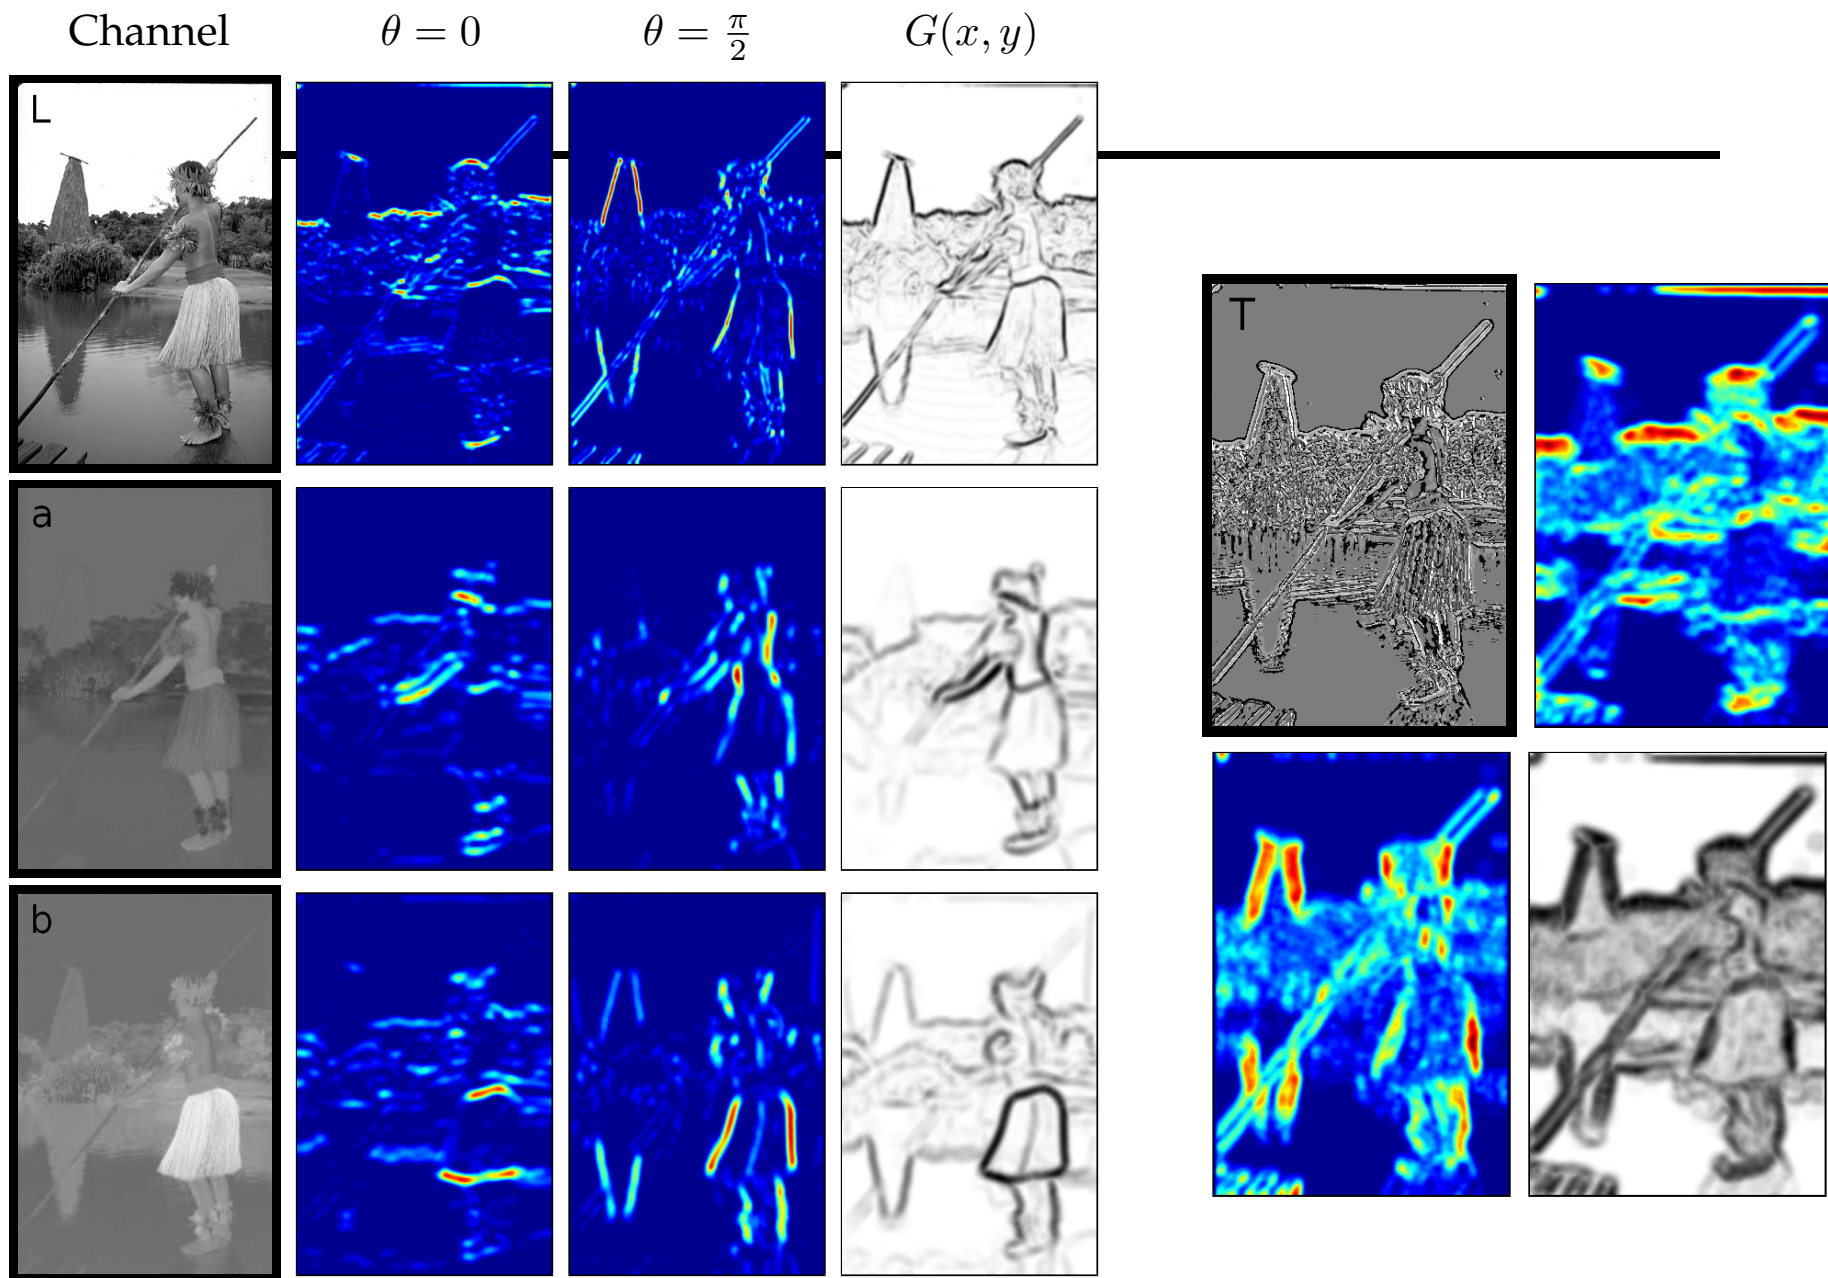 Channel θ = 0 θ = π/2 G(x, y)
L
T
a
b